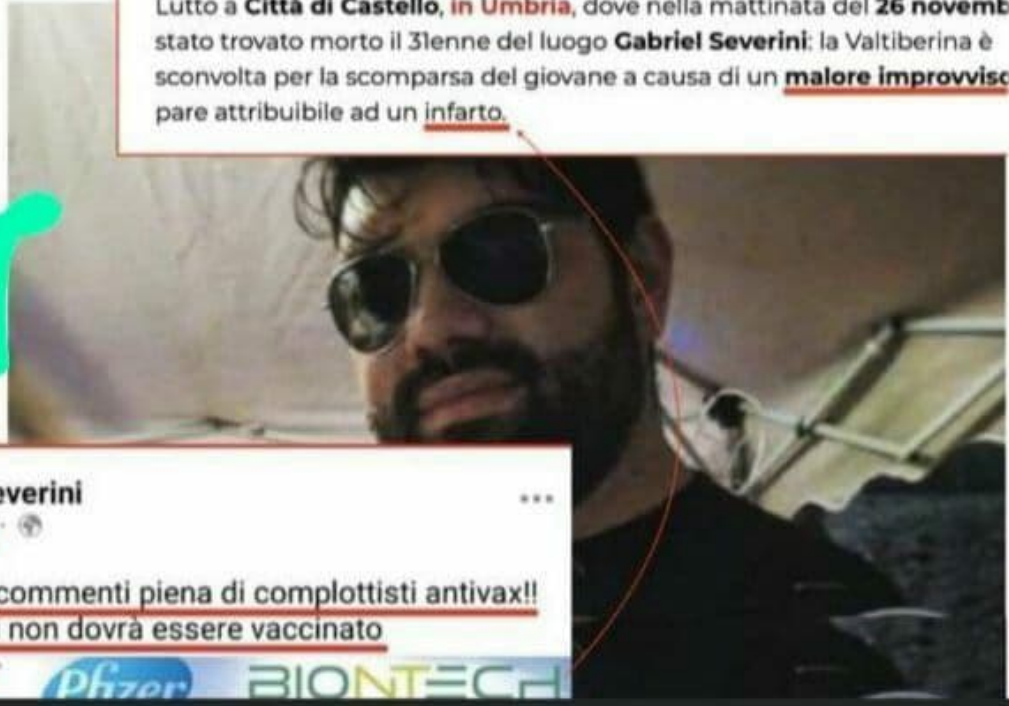 Lutto a Città di Castello, in Umbria, dove nella mattinata del 26 novemb
stato trovato morto il 31enne del luogo Gabriel Severini: la Valtiberina è
sconvolta per la scomparsa del giovane a causa di un malore improvviso
pare attribuibile ad un infarto.
everini
commenti piena di complottisti antivax!!
non dovrà essere vaccinato
Pfizer BIONTECH